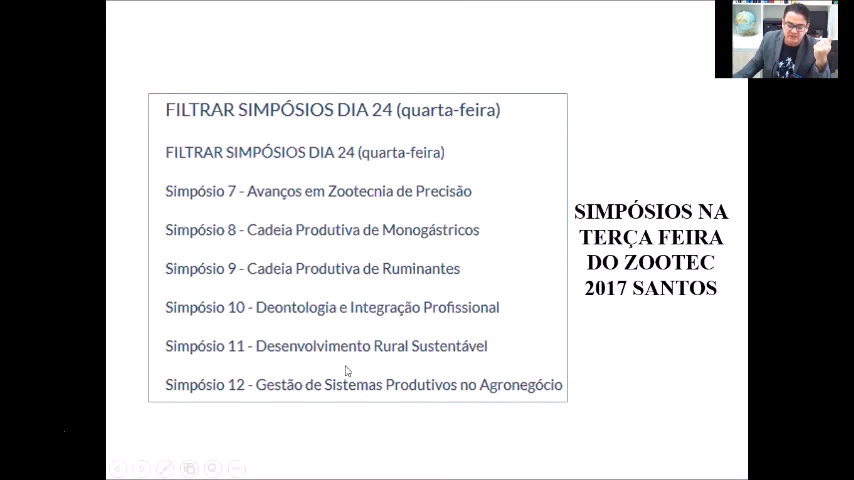 FILTRAR SIMPÓSIOS DIA 24 (quarta-feira)
FILTRAR SIMPÓSIOS DIA 24 (quarta-feira)
Simpósio 7 - Avanços em Zootecnia de Precisão
Simpósio 8 - Cadeia Produtiva de Monogástricos
Simpósio 9 - Cadeia Produtiva de Ruminantes
Simpósio 10 - Deontologia e Integração Profissional
Simpósio 11 - Desenvolvimento Rural Sustentável
Simpósio 12 - Gestão de Sistemas Produtivos no Agronegócio
SIMPÓSIOS NA
TERÇA FEIRA
DO ZOOTEC
2017 SANTOS